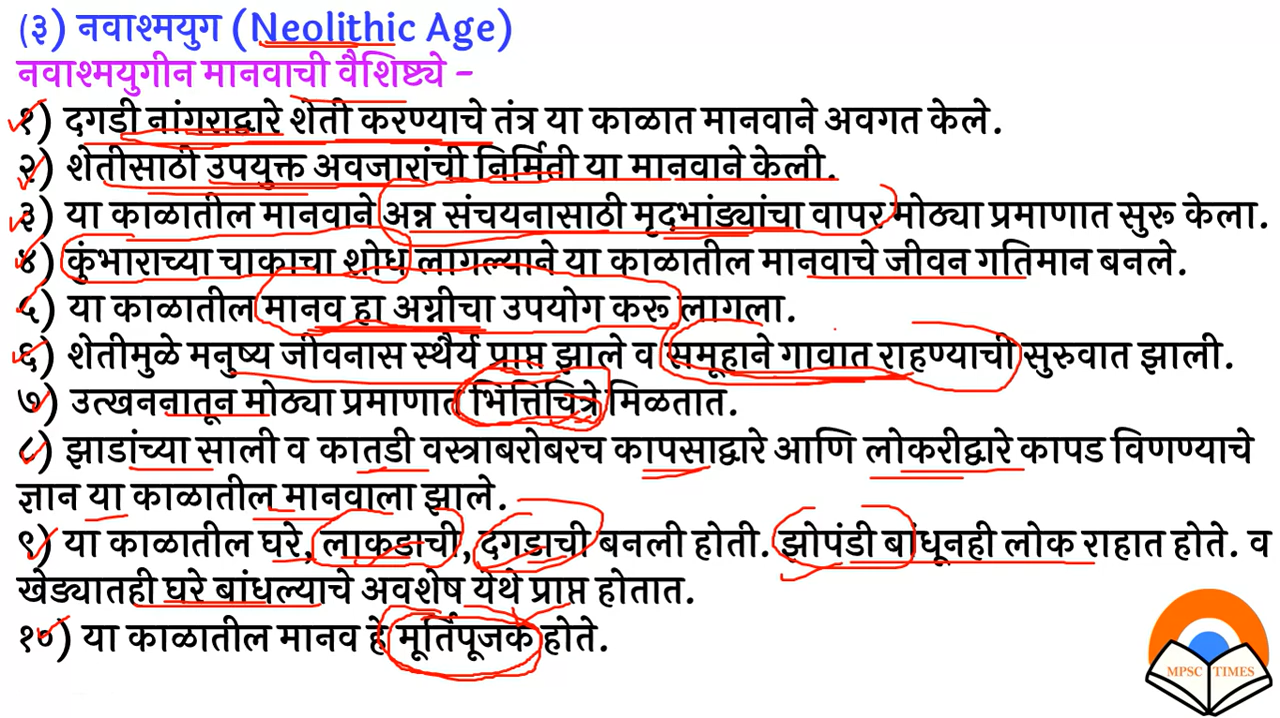 (३) नवाश्मयुग (Neolithic Age)
नवाश्मयुगीन मानवाची वैशिष्ट्ये -
१) दगडी नांगराद्वारे शेती करण्याचे तंत्र या काळात मानवाने अवगत केले.
२) शेतीसाठी उपयुक्त अवजारांची निर्मिती या मानवाने केली.
३) या काळातील मानवाने अन्न संचयनासाठी मृदभांड्यांचा वापर मोठ्या प्रमाणात सुरू केला.
४) कुंभाराच्या चाकाचा शोध लागल्याने या काळातील मानवाचे जीवन गतिमान बनले.
५) या काळातील मानव हा अग्नीचा उपयोग करू लागला.
६) शेतीमुळे मनुष्य जीवनास स्थैर्य प्राप्त झाले व समूहाने गावात राहण्याची सुरुवात झाली.
७) उत्खननातून मोठ्या प्रमाणात भित्तिचित्रे मिळतात.
८) झाडांच्या साली व कातडी वस्त्राबरोबरच कापसाद्वारे आणि लोकरीद्वारे कापड विणण्याचे
ज्ञान या काळातील मानवाला झाले.
९) या काळातील घरे, लाकडाची, दगडाची बनली होती. झोपंडी बांधूनही लोक राहात होते. व
खेड्यातही घरे बांधल्याचे अवशेष येथे प्राप्त होतात.
१०) या काळातील मानव हे मूर्तिपूजक होते.
MPSC TIMES